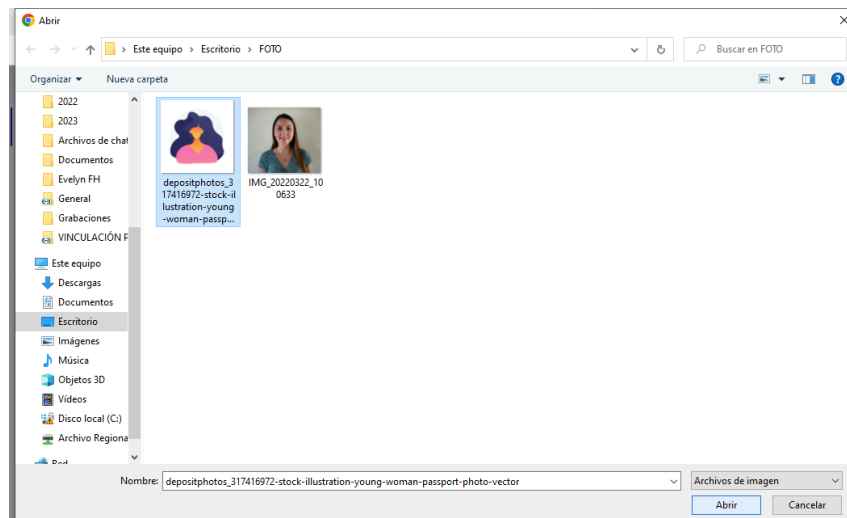 Abrir
Este equipo > Escritorio > FOTO
Buscar en FOTO
Organizar
Nueva carpeta
2022
2023
Archivos de chat
Documentos
Evelyn FH
General
Grabaciones
VINCULACIÓN P
Este equipo
Descargas
Documentos
Escritorio
Imágenes
Música
Objetos 3D
Vídeos
Disco local (C:)
Archivo Regiona
Red
depositphotos_3
17416972-stock-il
lustration-young
-woman-passp...
IMG_20220322_10
0633
Nombre:
depositphotos_317416972-stock-illustration-young-woman-passport-photo-vector
Archivos de imagen
Abrir
Cancelar